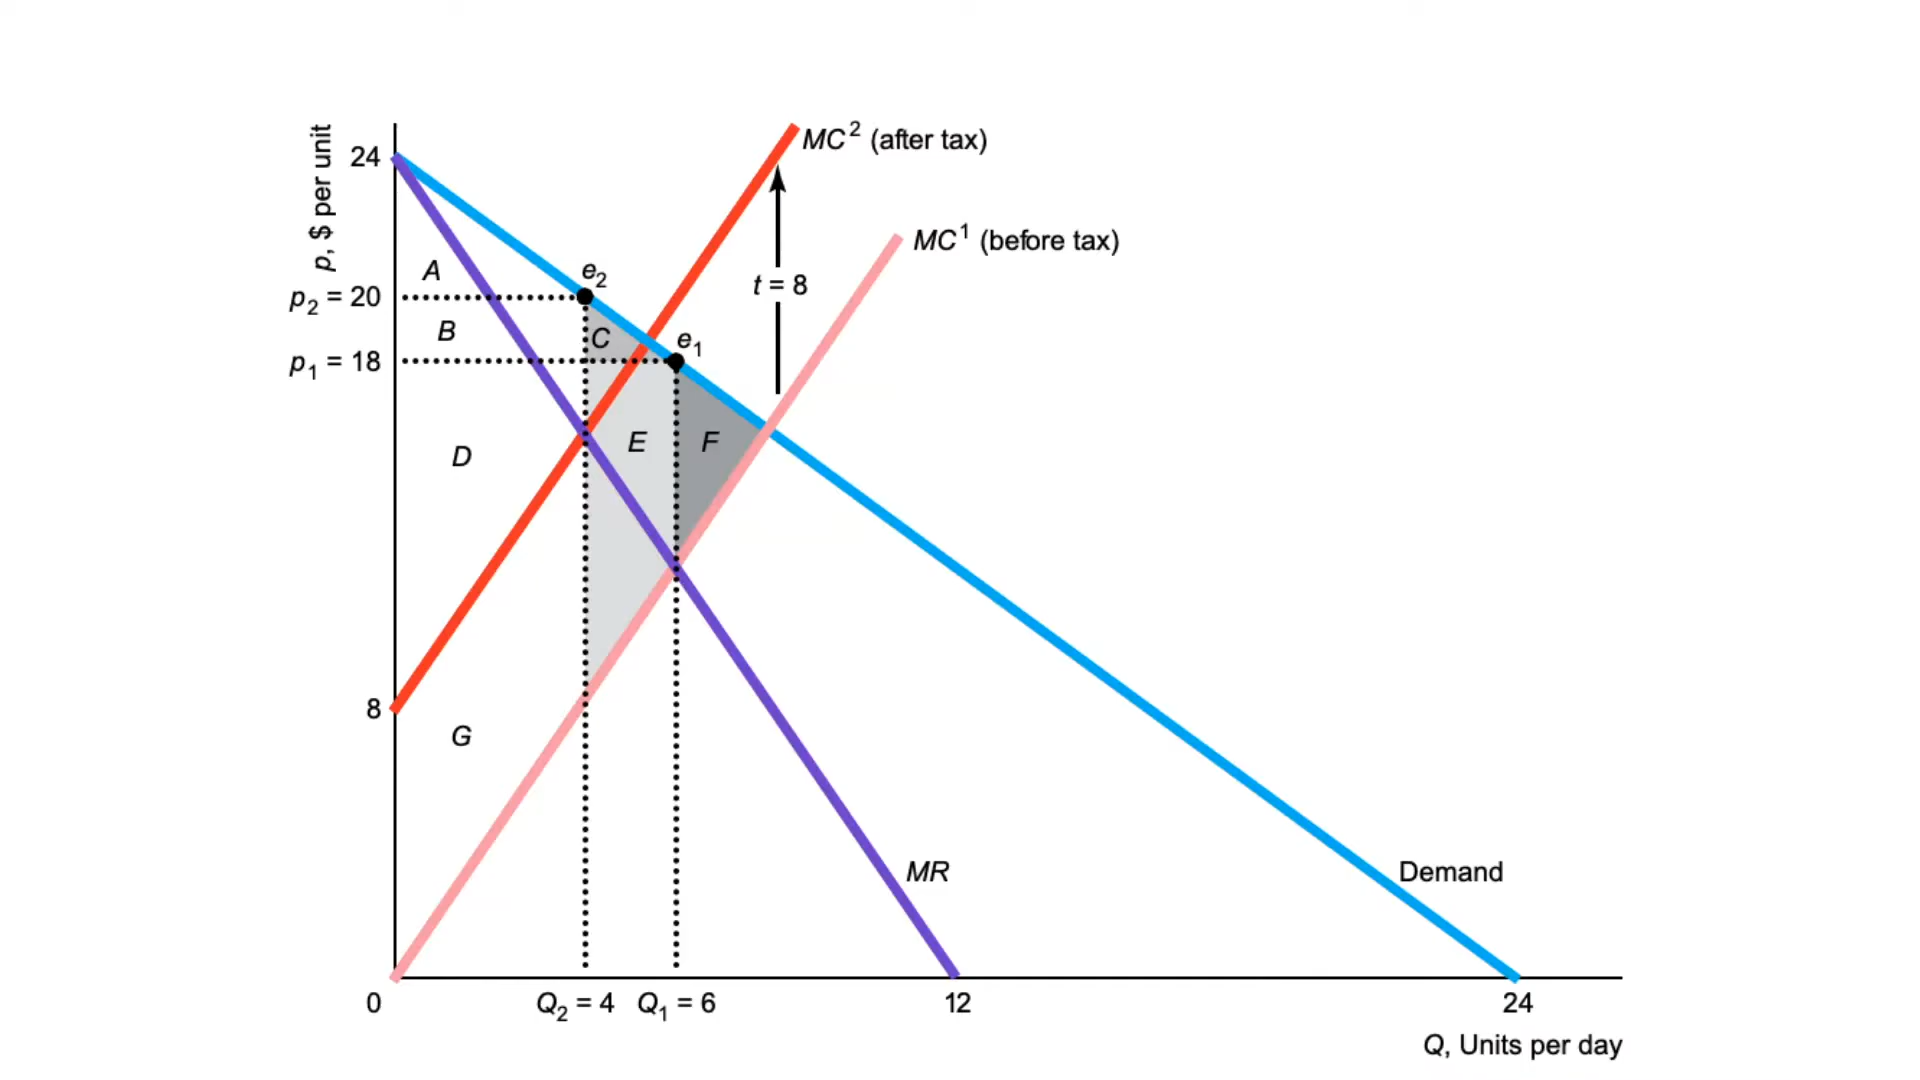 p, $ per unit
24
MC² (after tax)
MC¹ (before tax)
A
e₂
t = 8
p₂ = 20
B
C
e₁
p₁ = 18
D
E
F
8
G
MR
Demand
0
Q₂ = 4
Q₁ = 6
12
24
Q, Units per day